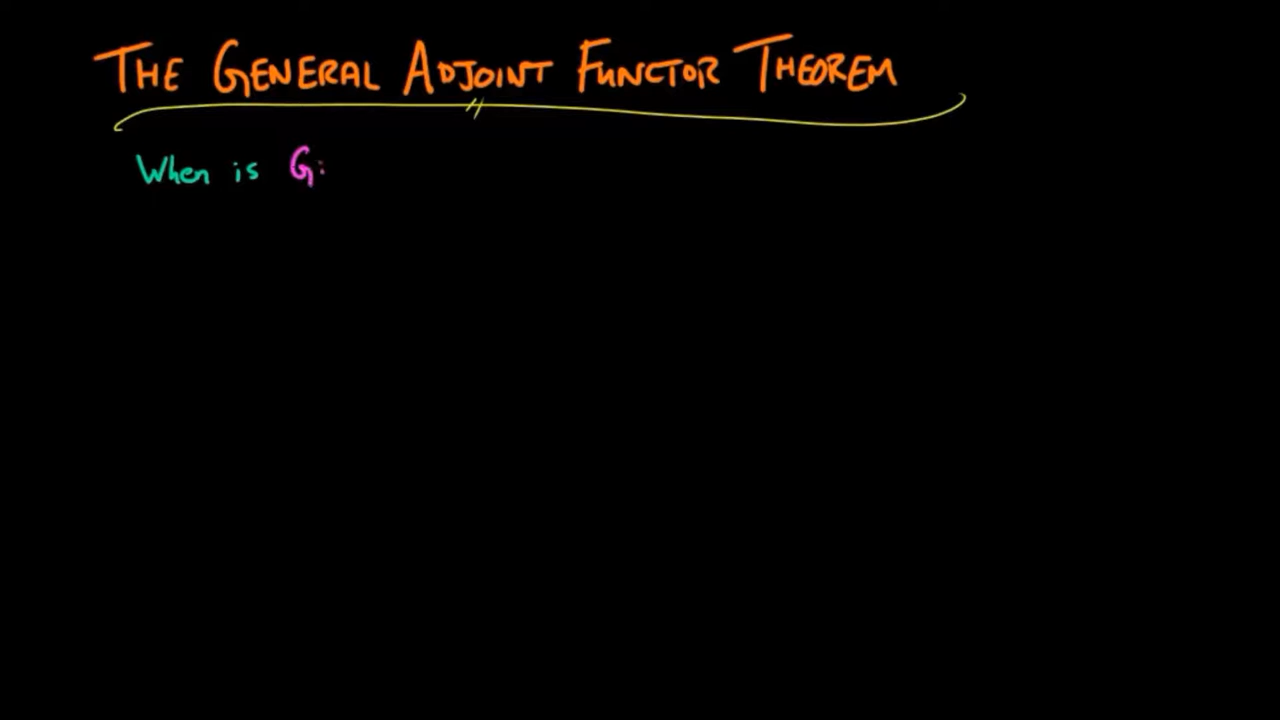 THE GENERAL ADJOINT FUNCTOR THEOREM
When is G: